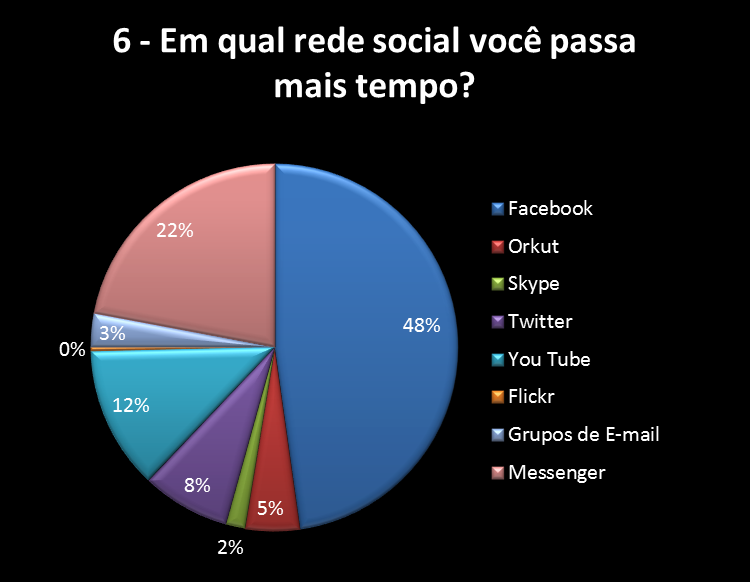 6 - Em qual rede social você passa
mais tempo?
22%
48%
3%
0%
12%
8%
5%
2%
Facebook
Orkut
Skype
Twitter
You Tube
Flickr
Grupos de E-mail
Messenger